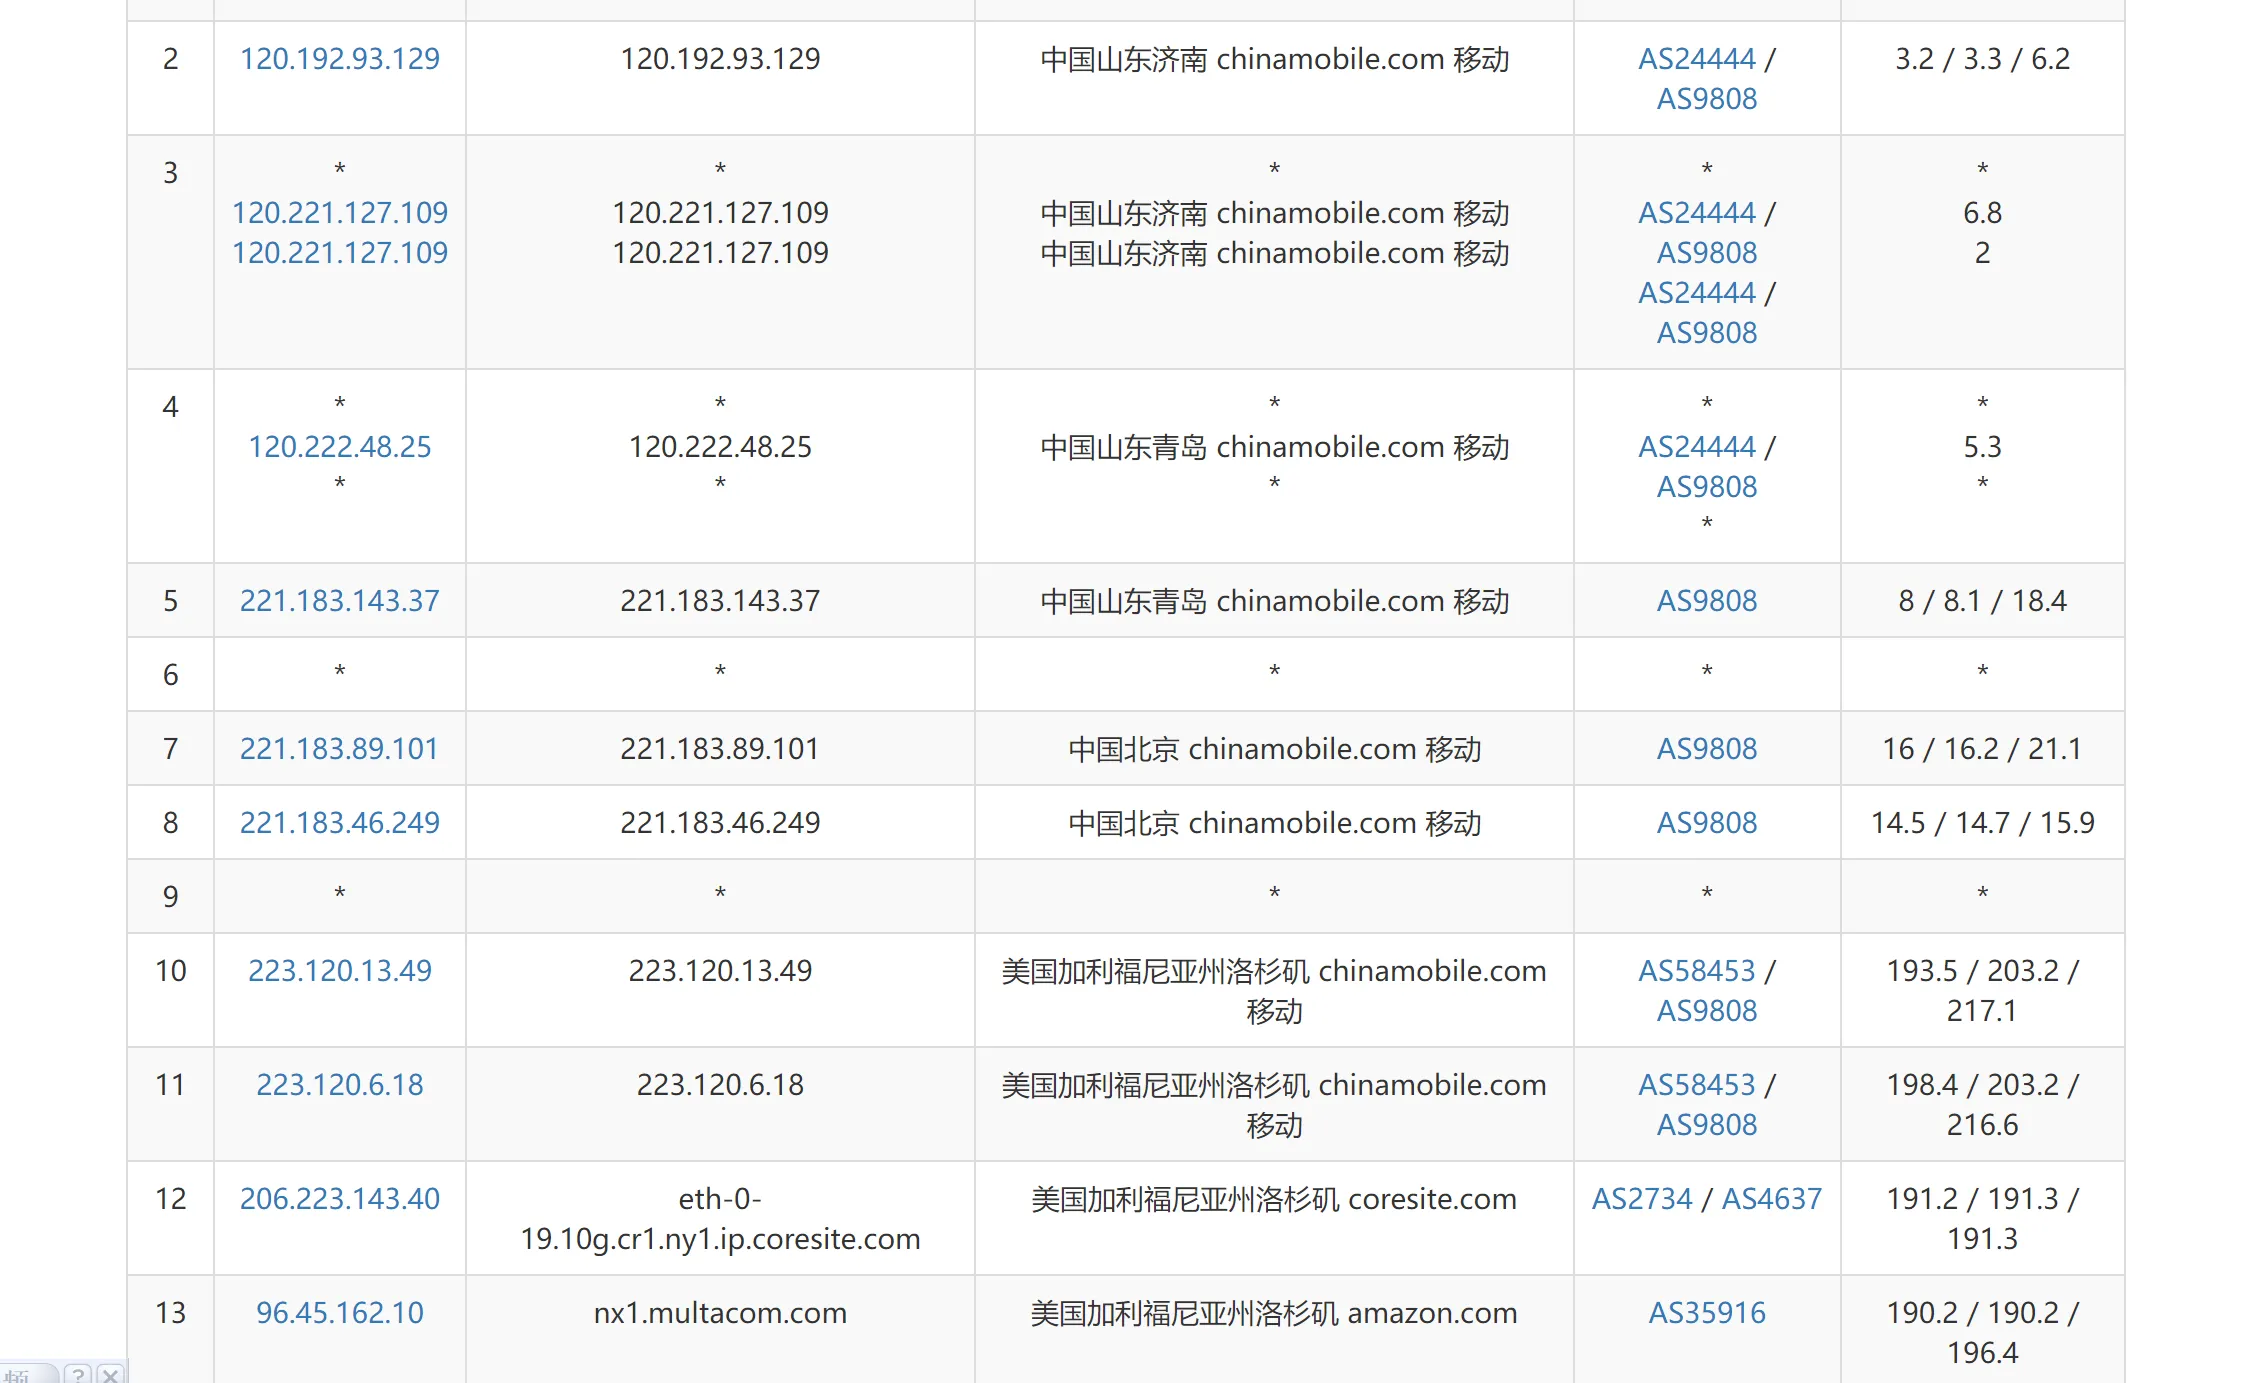 2 120.192.93.129 120.192.93.129 中国山东济南 chinamobile.com 移动 AS24444 / 3.2 / 3.3 / 6.2
AS9808
3 * * * * *
120.221.127.109 120.221.127.109 中国山东济南 chinamobile.com 移动 AS24444 / 6.8
120.221.127.109 120.221.127.109 中国山东济南 chinamobile.com 移动 AS9808 2
AS24444 /
AS9808
4 * * * * *
120.222.48.25 120.222.48.25 中国山东青岛 chinamobile.com 移动 AS24444 / 5.3
* * * AS9808 *
*
5 221.183.143.37 221.183.143.37 中国山东青岛 chinamobile.com 移动 AS9808 8 / 8.1 / 18.4
6 * * * * *
7 221.183.89.101 221.183.89.101 中国北京 chinamobile.com 移动 AS9808 16 / 16.2 / 21.1
8 221.183.46.249 221.183.46.249 中国北京 chinamobile.com 移动 AS9808 14.5 / 14.7 / 15.9
9 * * * * *
10 223.120.13.49 223.120.13.49 美国加利福尼亚州洛杉矶 chinamobile.com AS58453 / 193.5 / 203.2 /
移动 AS9808 217.1
11 223.120.6.18 223.120.6.18 美国加利福尼亚州洛杉矶 chinamobile.com AS58453 / 198.4 / 203.2 /
移动 AS9808 216.6
12 206.223.143.40 eth-0- 美国加利福尼亚州洛杉矶 coresite.com AS2734 / AS4637 191.2 / 191.3 /
19.10g.cr1.ny1.ip.coresite.com 191.3
13 96.45.162.10 nx1.multacom.com 美国加利福尼亚州洛杉矶 amazon.com AS35916 190.2 / 190.2 /
196.4
?